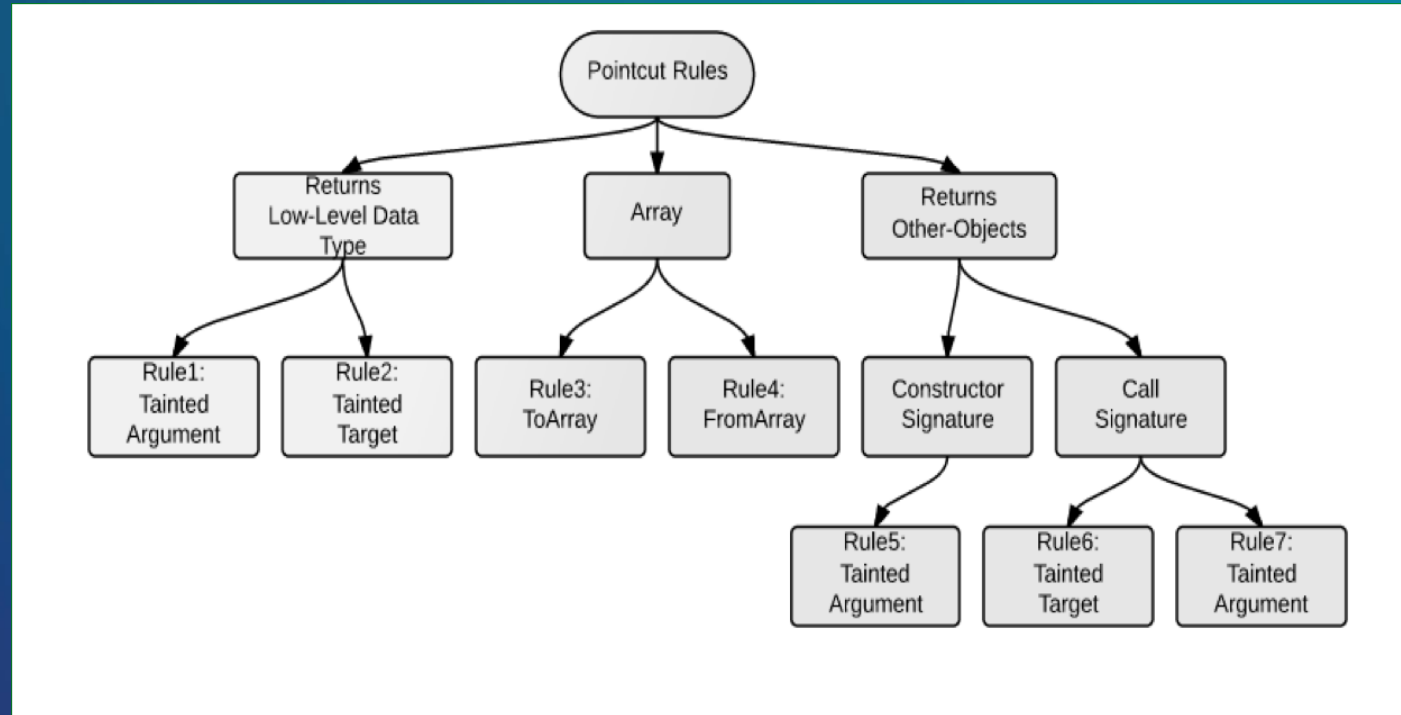 Pointcut Rules
Returns
Low-Level Data
Type
Array
Returns
Other-Objects
Rule1:
Tainted
Argument
Rule2:
Tainted
Target
Rule3:
ToArray
Rule4:
FromArray
Constructor
Signature
Call
Signature
Rule5:
Tainted
Argument
Rule6:
Tainted
Target
Rule7:
Tainted
Argument